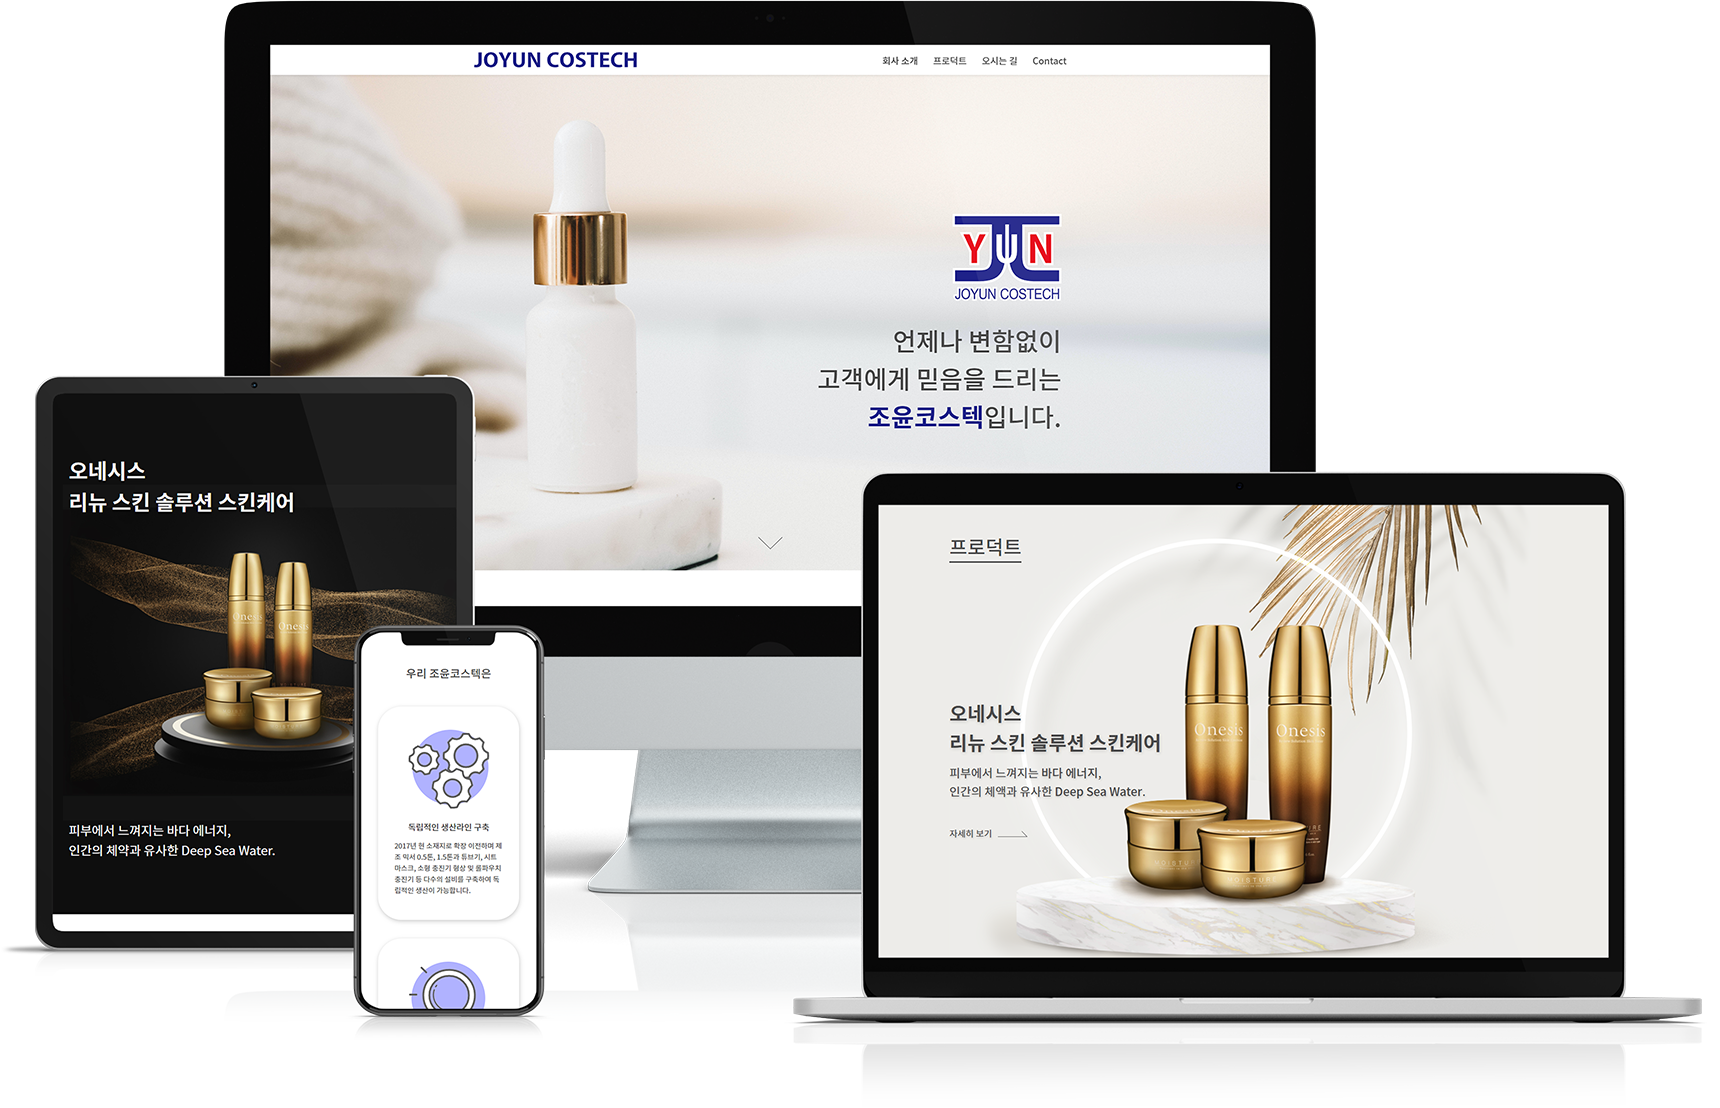 JOYUN COSTECH
회사 소개
프로덕트
오시는 길
Contact
YUN
JOYUN COSTECH
언제나 변함없이
고객에게 믿음을 드리는
조윤코스텍입니다.
오네시스
리뉴 스킨 솔루션 스킨케어
Onesis
Onesis
피부에서 느껴지는 바다 에너지,
인간의 체약과 유사한 Deep Sea Water.
우리 조윤코스텍은
독립적인 생산라인 구축
2017년 현 소재지로 확장 이전하며 제
조 믹서 0.5톤, 1.5톤과 튜브기, 시트
마스크, 소형 충진기 형상 및 롤파우치
충진기 등 다수의 설비를 구축하여 독
립적인 생산이 가능합니다.
프로덕트
오네시스
리뉴 스킨 솔루션 스킨케어
피부에서 느껴지는 바다 에너지,
인간의 체액과 유사한 Deep Sea Water.
자세히 보기
Onesis
Onesis